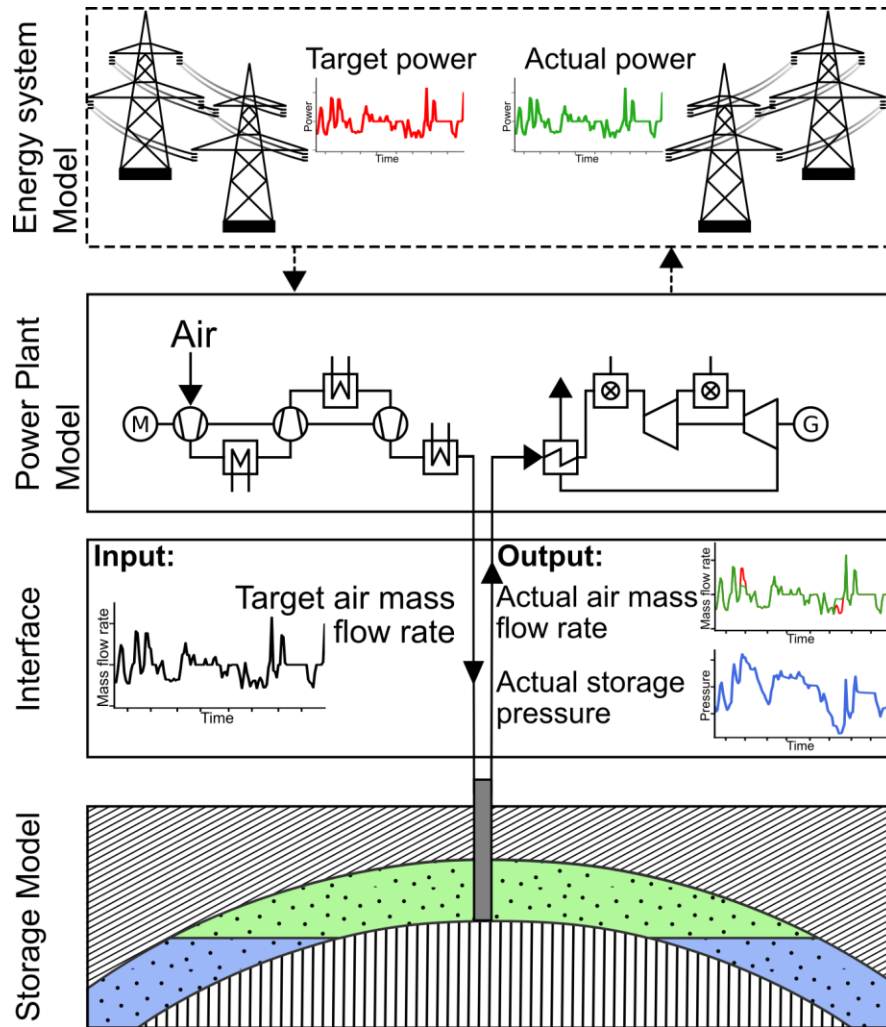 Energy system
Model
Target power
Power
Time
Actual power
Power
Time
Power Plant
Model
Air
M
G
Interface
Input:
Target air mass
flow rate
Mass flow rate
Time
Output:
Actual air mass
flow rate
Mass flow rate
Time
Actual storage
pressure
Pressure
Time
Storage Model